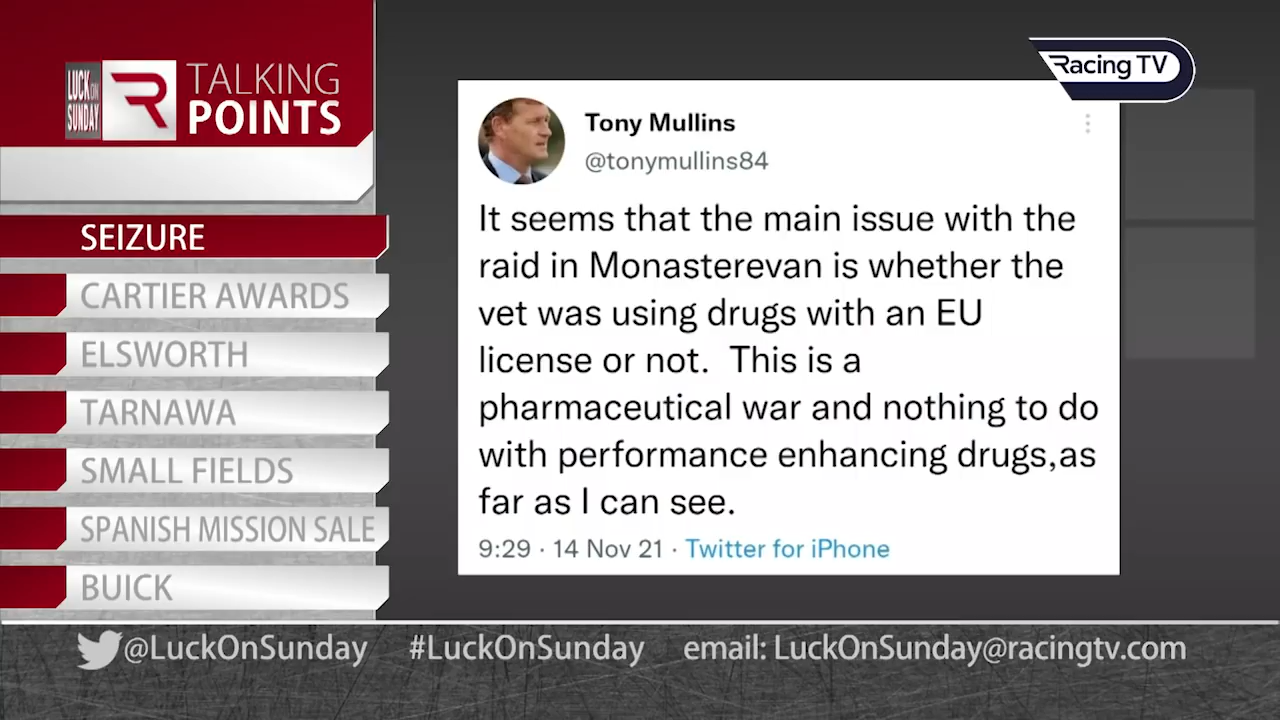 LUCK ON
SUNDAY
R
TALKING
POINTS
SEIZURE
CARTIER AWARDS
ELSWORTH
TARNAWA
SMALL FIELDS
SPANISH MISSION SALE
BUICK
Racing TV
Tony Mullins
@tonymullins84
It seems that the main issue with the
raid in Monasterevan is whether the
vet was using drugs with an EU
license or not.  This is a
pharmaceutical war and nothing to do
with performance enhancing drugs,as
far as I can see.
9:29 · 14 Nov 21 · Twitter for iPhone
@LuckOnSunday #LuckOnSunday email: LuckOnSunday@racingtv.com